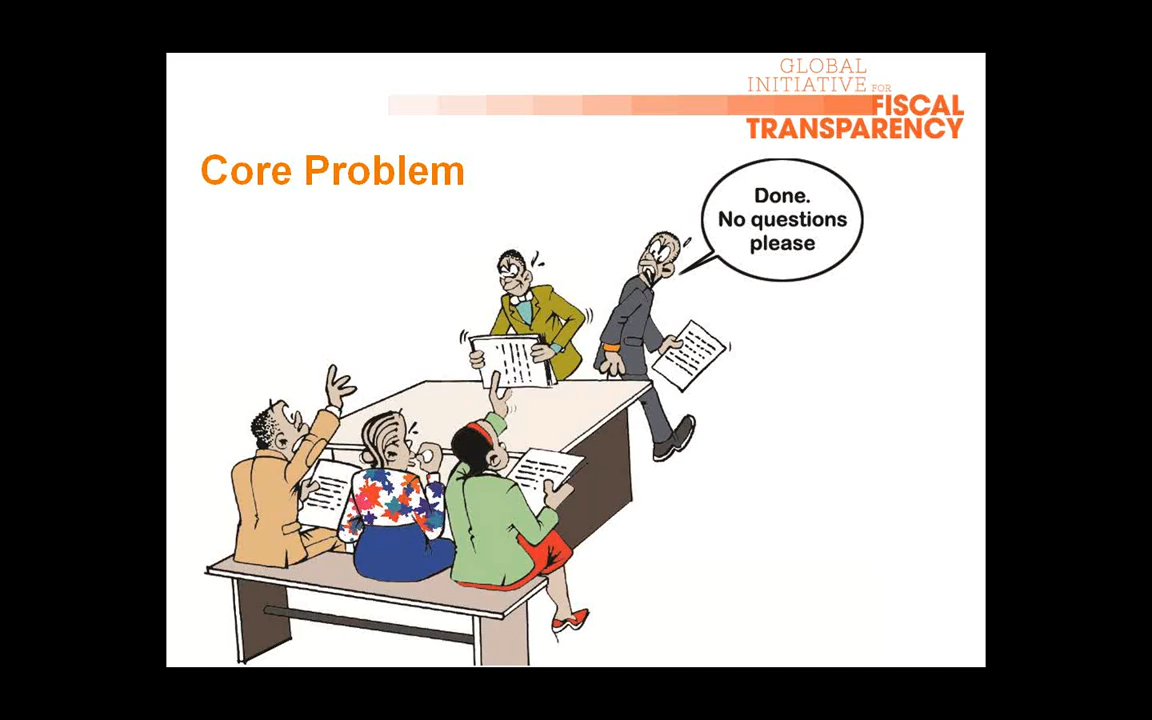 GLOBAL
INITIATIVE FOR
FISCAL
TRANSPARENCY
Core Problem
Done.
No questions
please